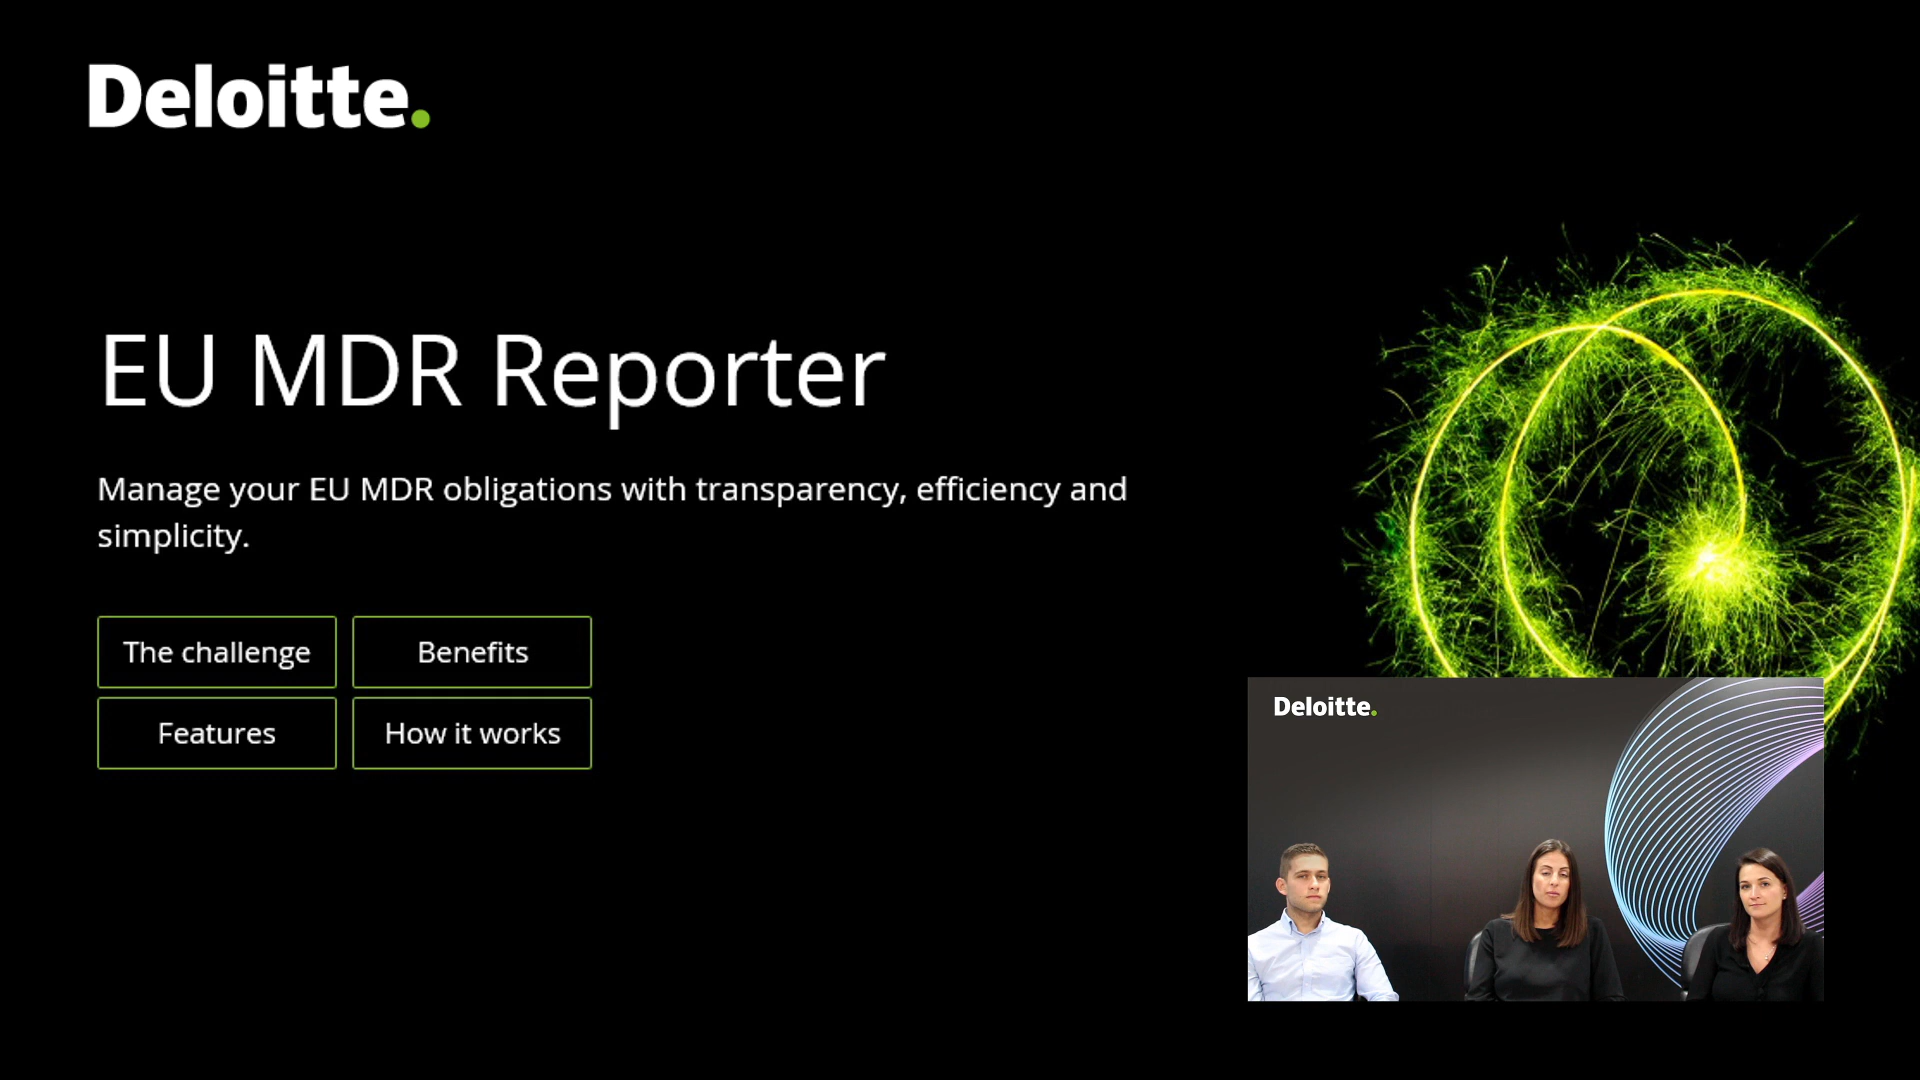 Deloitte.
EU MDR Reporter
Manage your EU MDR obligations with transparency, efficiency and
simplicity.
The challenge
Benefits
Features
How it works
Deloitte.